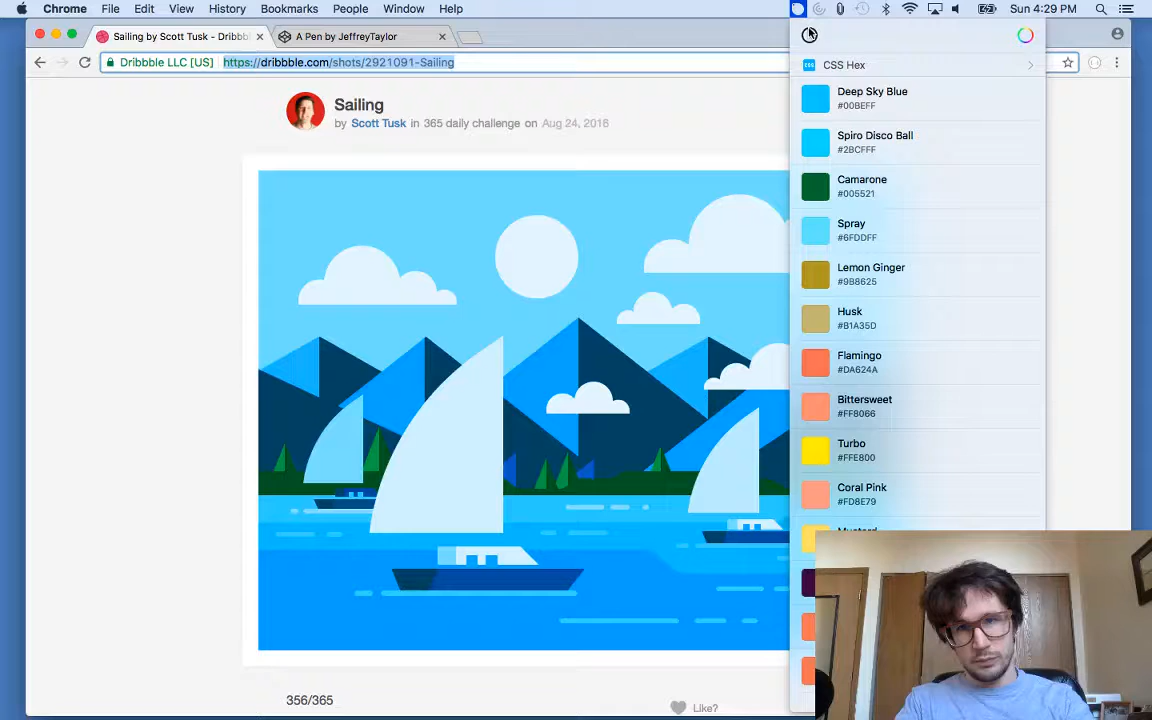 Chrome File Edit View History Bookmarks People Window Help
Sun 4:29 PM
Sailing by Scott Tusk - Dribbb
A Pen by JeffreyTaylor
Dribbble LLC [US]
https://dribbble.com/shots/2921091-Sailing
Sailing
by Scott Tusk in 365 daily challenge on Aug 24, 2016
356/365
Like?
CSS Hex
Deep Sky Blue
#00BEFF
Spiro Disco Ball
#2BCFFF
Camarone
#005521
Spray
#6FDDFF
Lemon Ginger
#9B8625
Husk
#B1A35D
Flamingo
#DA624A
Bittersweet
#FF8066
Turbo
#FFE800
Coral Pink
#FD8E79